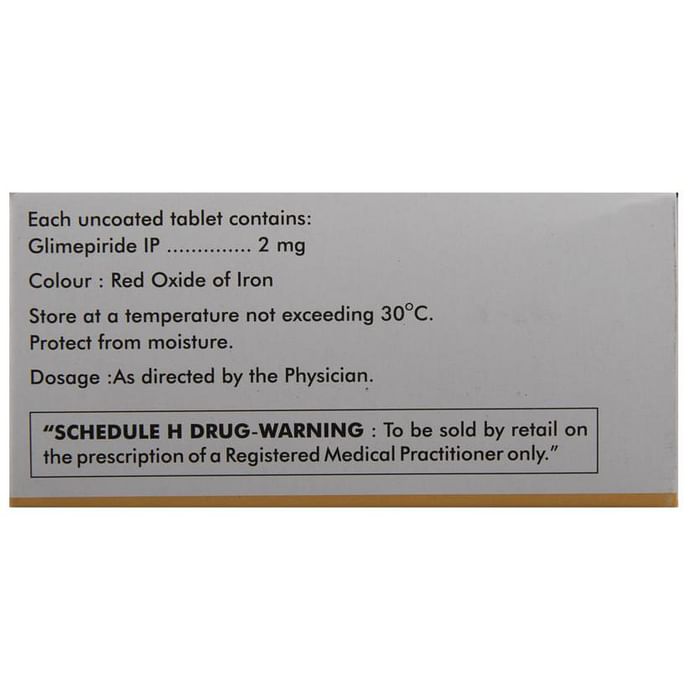 Each uncoated tablet contains:
Glimepiride IP .............. 2 mg
Colour : Red Oxide of Iron
Store at a temperature not exceeding 30°C.
Protect from moisture.
Dosage :As directed by the Physician.
“SCHEDULE H DRUG-WARNING : To be sold by retail on
the prescription of a Registered Medical Practitioner only.”